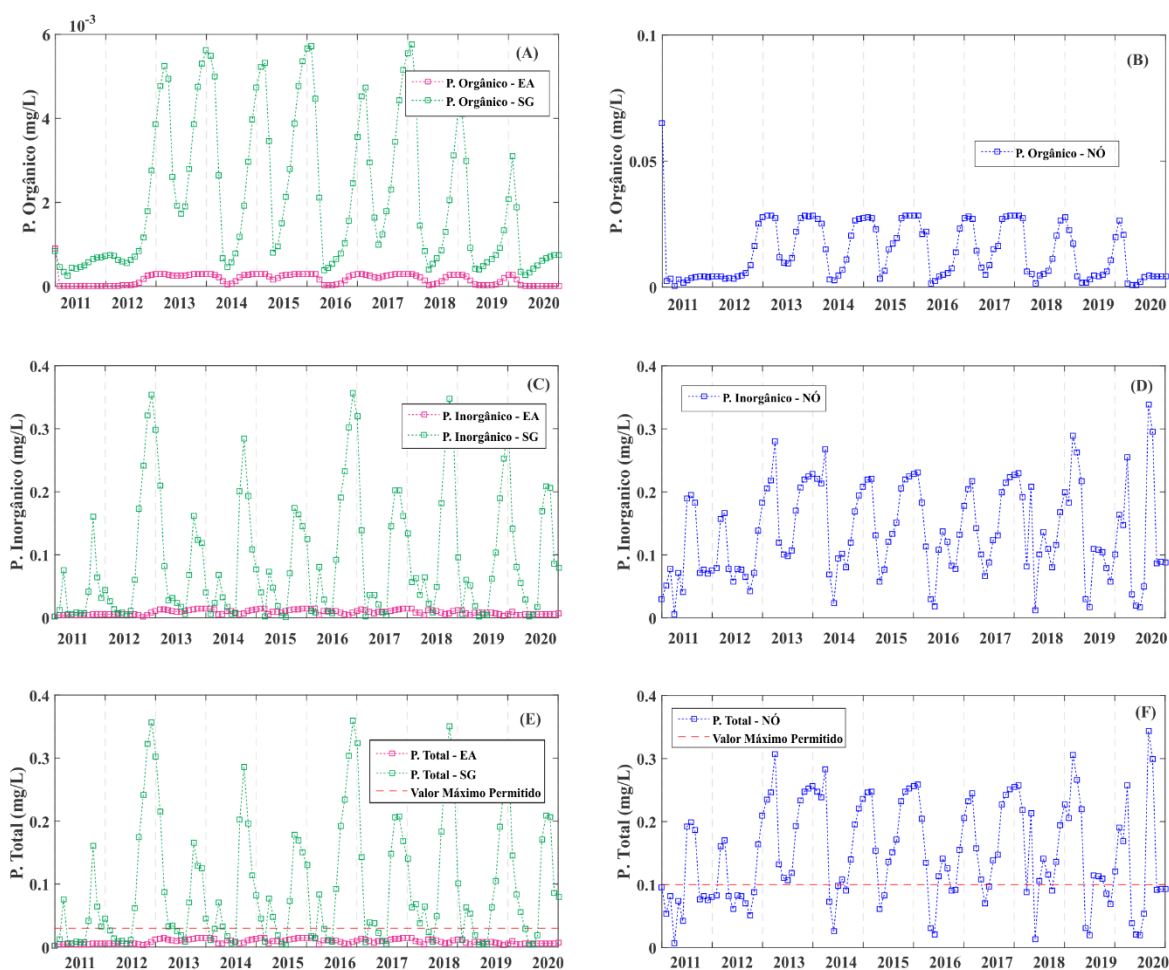 10-3
6
4
2
0
P. Orgânico (mg/L)
(A)
P. Orgânico - EA
P. Orgânico - SG
2011 2012 2013 2014 2015 2016 2017 2018 2019 2020
0.1
0.05
0
P. Orgânico (mg/L)
(B)
P. Orgânico - NÓ
2011 2012 2013 2014 2015 2016 2017 2018 2019 2020
0.4
0.3
0.2
0.1
0
P. Inorgânico (mg/L)
(C)
P. Inorgânico - EA
P. Inorgânico - SG
2011 2012 2013 2014 2015 2016 2017 2018 2019 2020
0.4
0.3
0.2
0.1
0
P. Inorganico (mg/L)
(D)
P. Inorgânico - NÓ
2011 2012 2013 2014 2015 2016 2017 2018 2019 2020
0.4
0.3
0.2
0.1
0
P. Total (mg/L)
(E)
P. Total - EA
P. Total - SG
Valor Máximo Permitido
2011 2012 2013 2014 2015 2016 2017 2018 2019 2020
0.4
0.3
0.2
0.1
0
P. Total (mg/L)
(F)
P. Total - NÓ
Valor Máximo Permitido
2011 2012 2013 2014 2015 2016 2017 2018 2019 2020